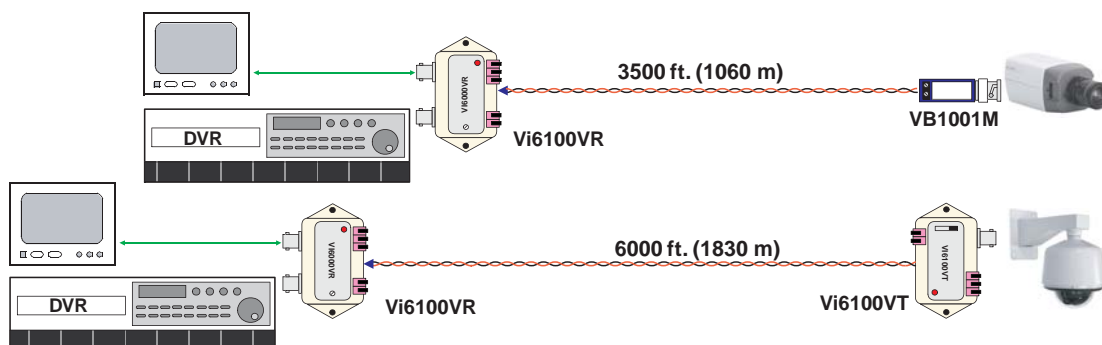 3500 ft. (1060 m)
VI6000VR
DVR
Vi6100VR
VB1001M
6000 ft. (1830 m)
VI6000VR
VI6100VT
DVR
Vi6100VR
Vi6100VT